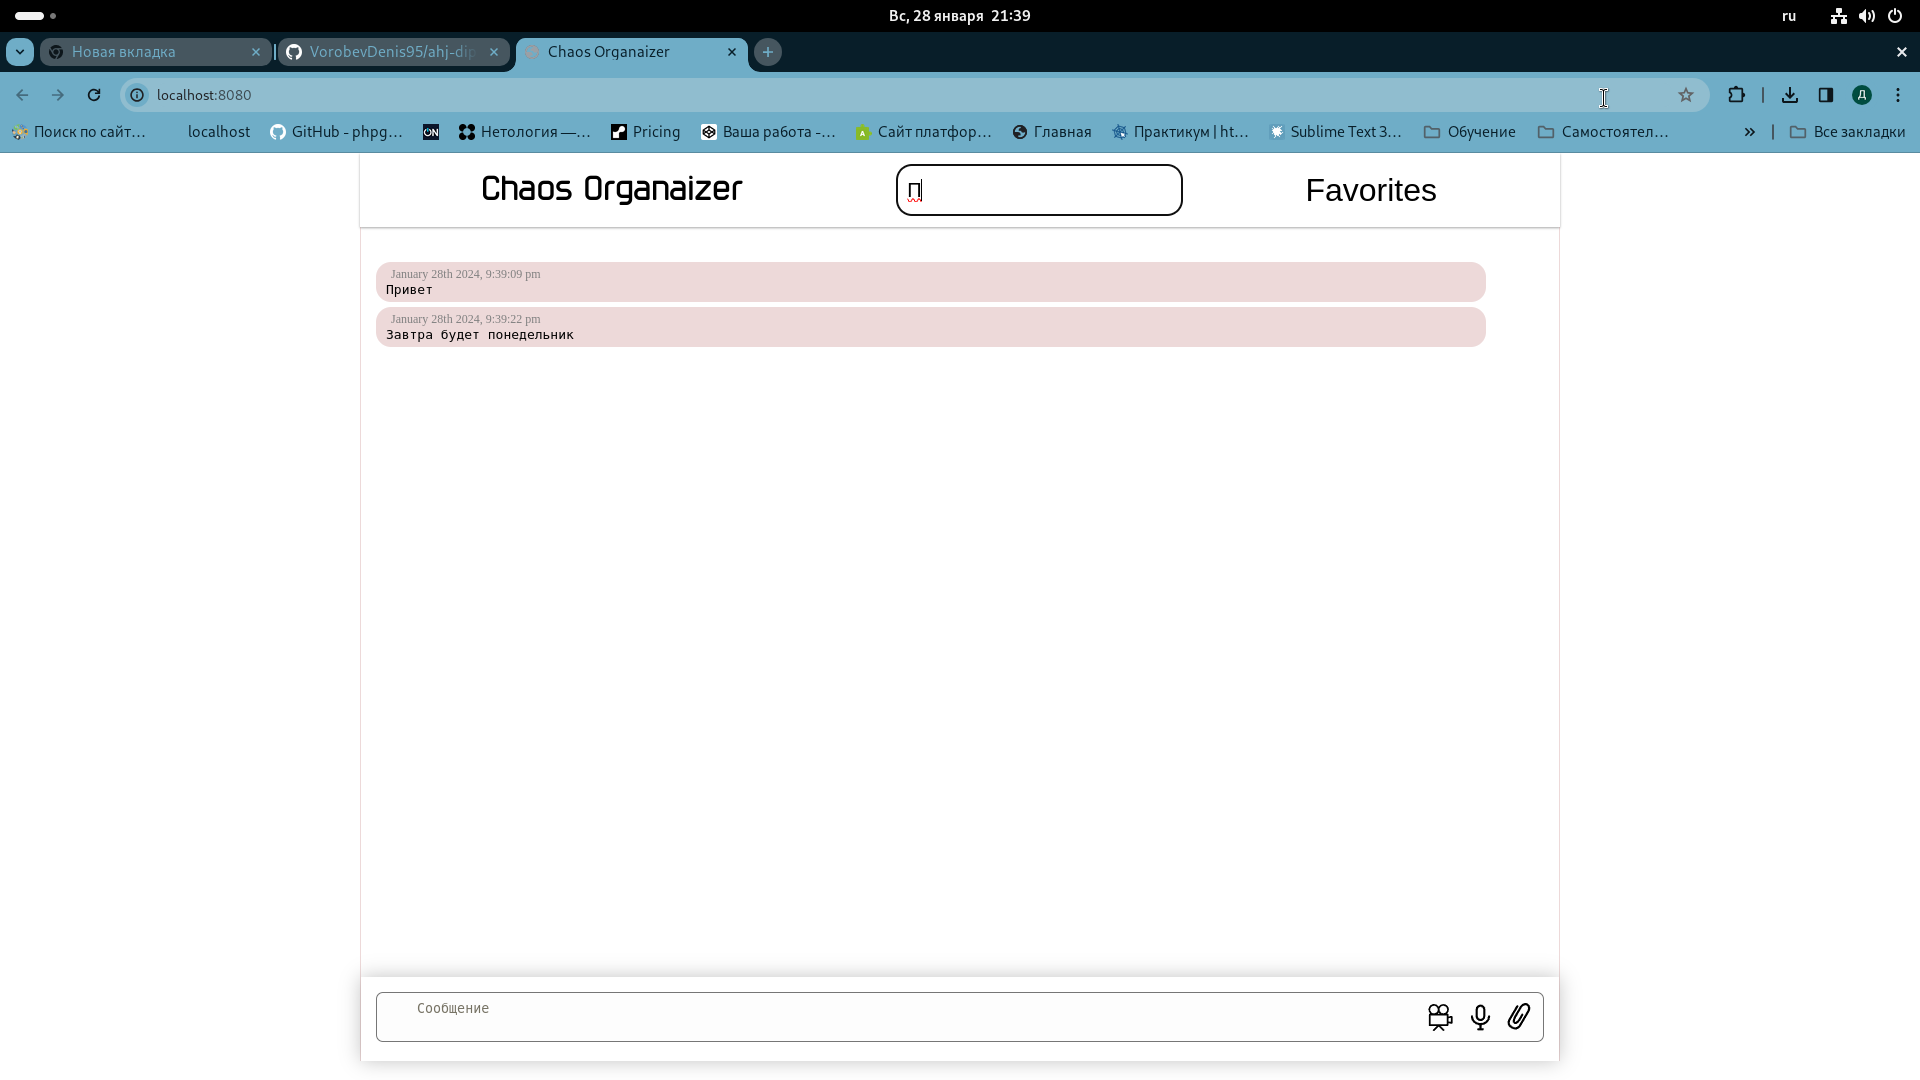 Вс, 28 января 21:39
ru
Новая вкладка
VorobevDenis95/ahj-dip
Chaos Organaizer
localhost:8080
Д
Поиск по сайт…
localhost
GitHub - phpg…
ON
Нетология —,…
Pricing
Ваша работа -…
Сайт платфор…
Главная
Практикум | ht…
Sublime Text 3…
Обучение
Самостоятел…
»
Все закладки
Chaos Organaizer
П
Favorites
January 28th 2024, 9:39:09 pm
Привет
January 28th 2024, 9:39:22 pm
Завтра будет понедельник
Сообщение